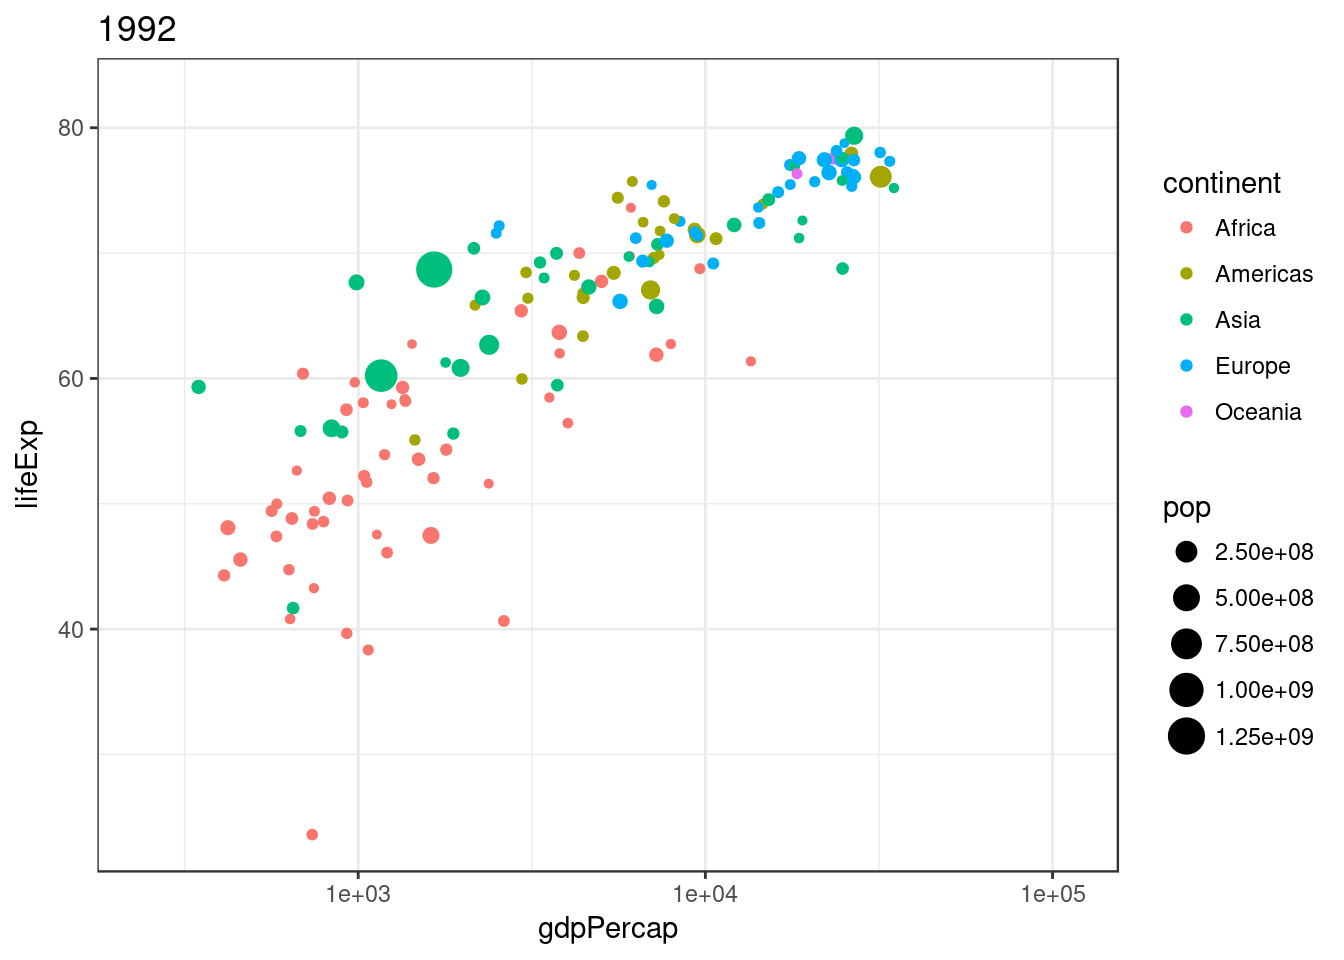 1992
lifeExp
80
60
40
1e+03
1e+04
1e+05
gdpPercap
continent
Africa
Americas
Asia
Europe
Oceania
pop
2.50e+08
5.00e+08
7.50e+08
1.00e+09
1.25e+09